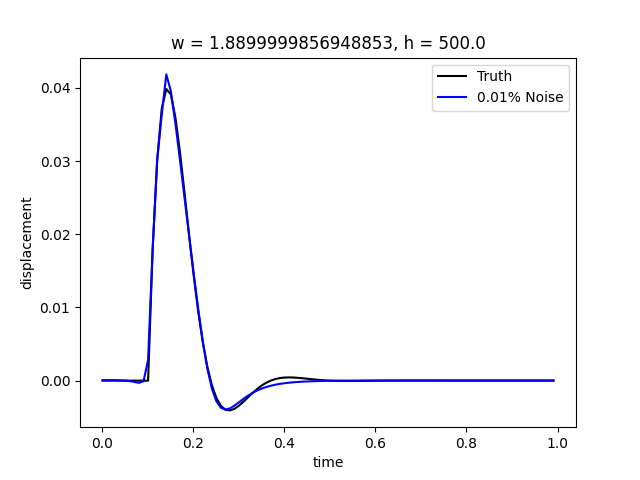 w = 1.8899999856948853, h = 500.0
Truth
0.01% Noise
displacement
0.04
0.03
0.02
0.01
0.00
0.0 0.2 0.4 0.6 0.8 1.0
time